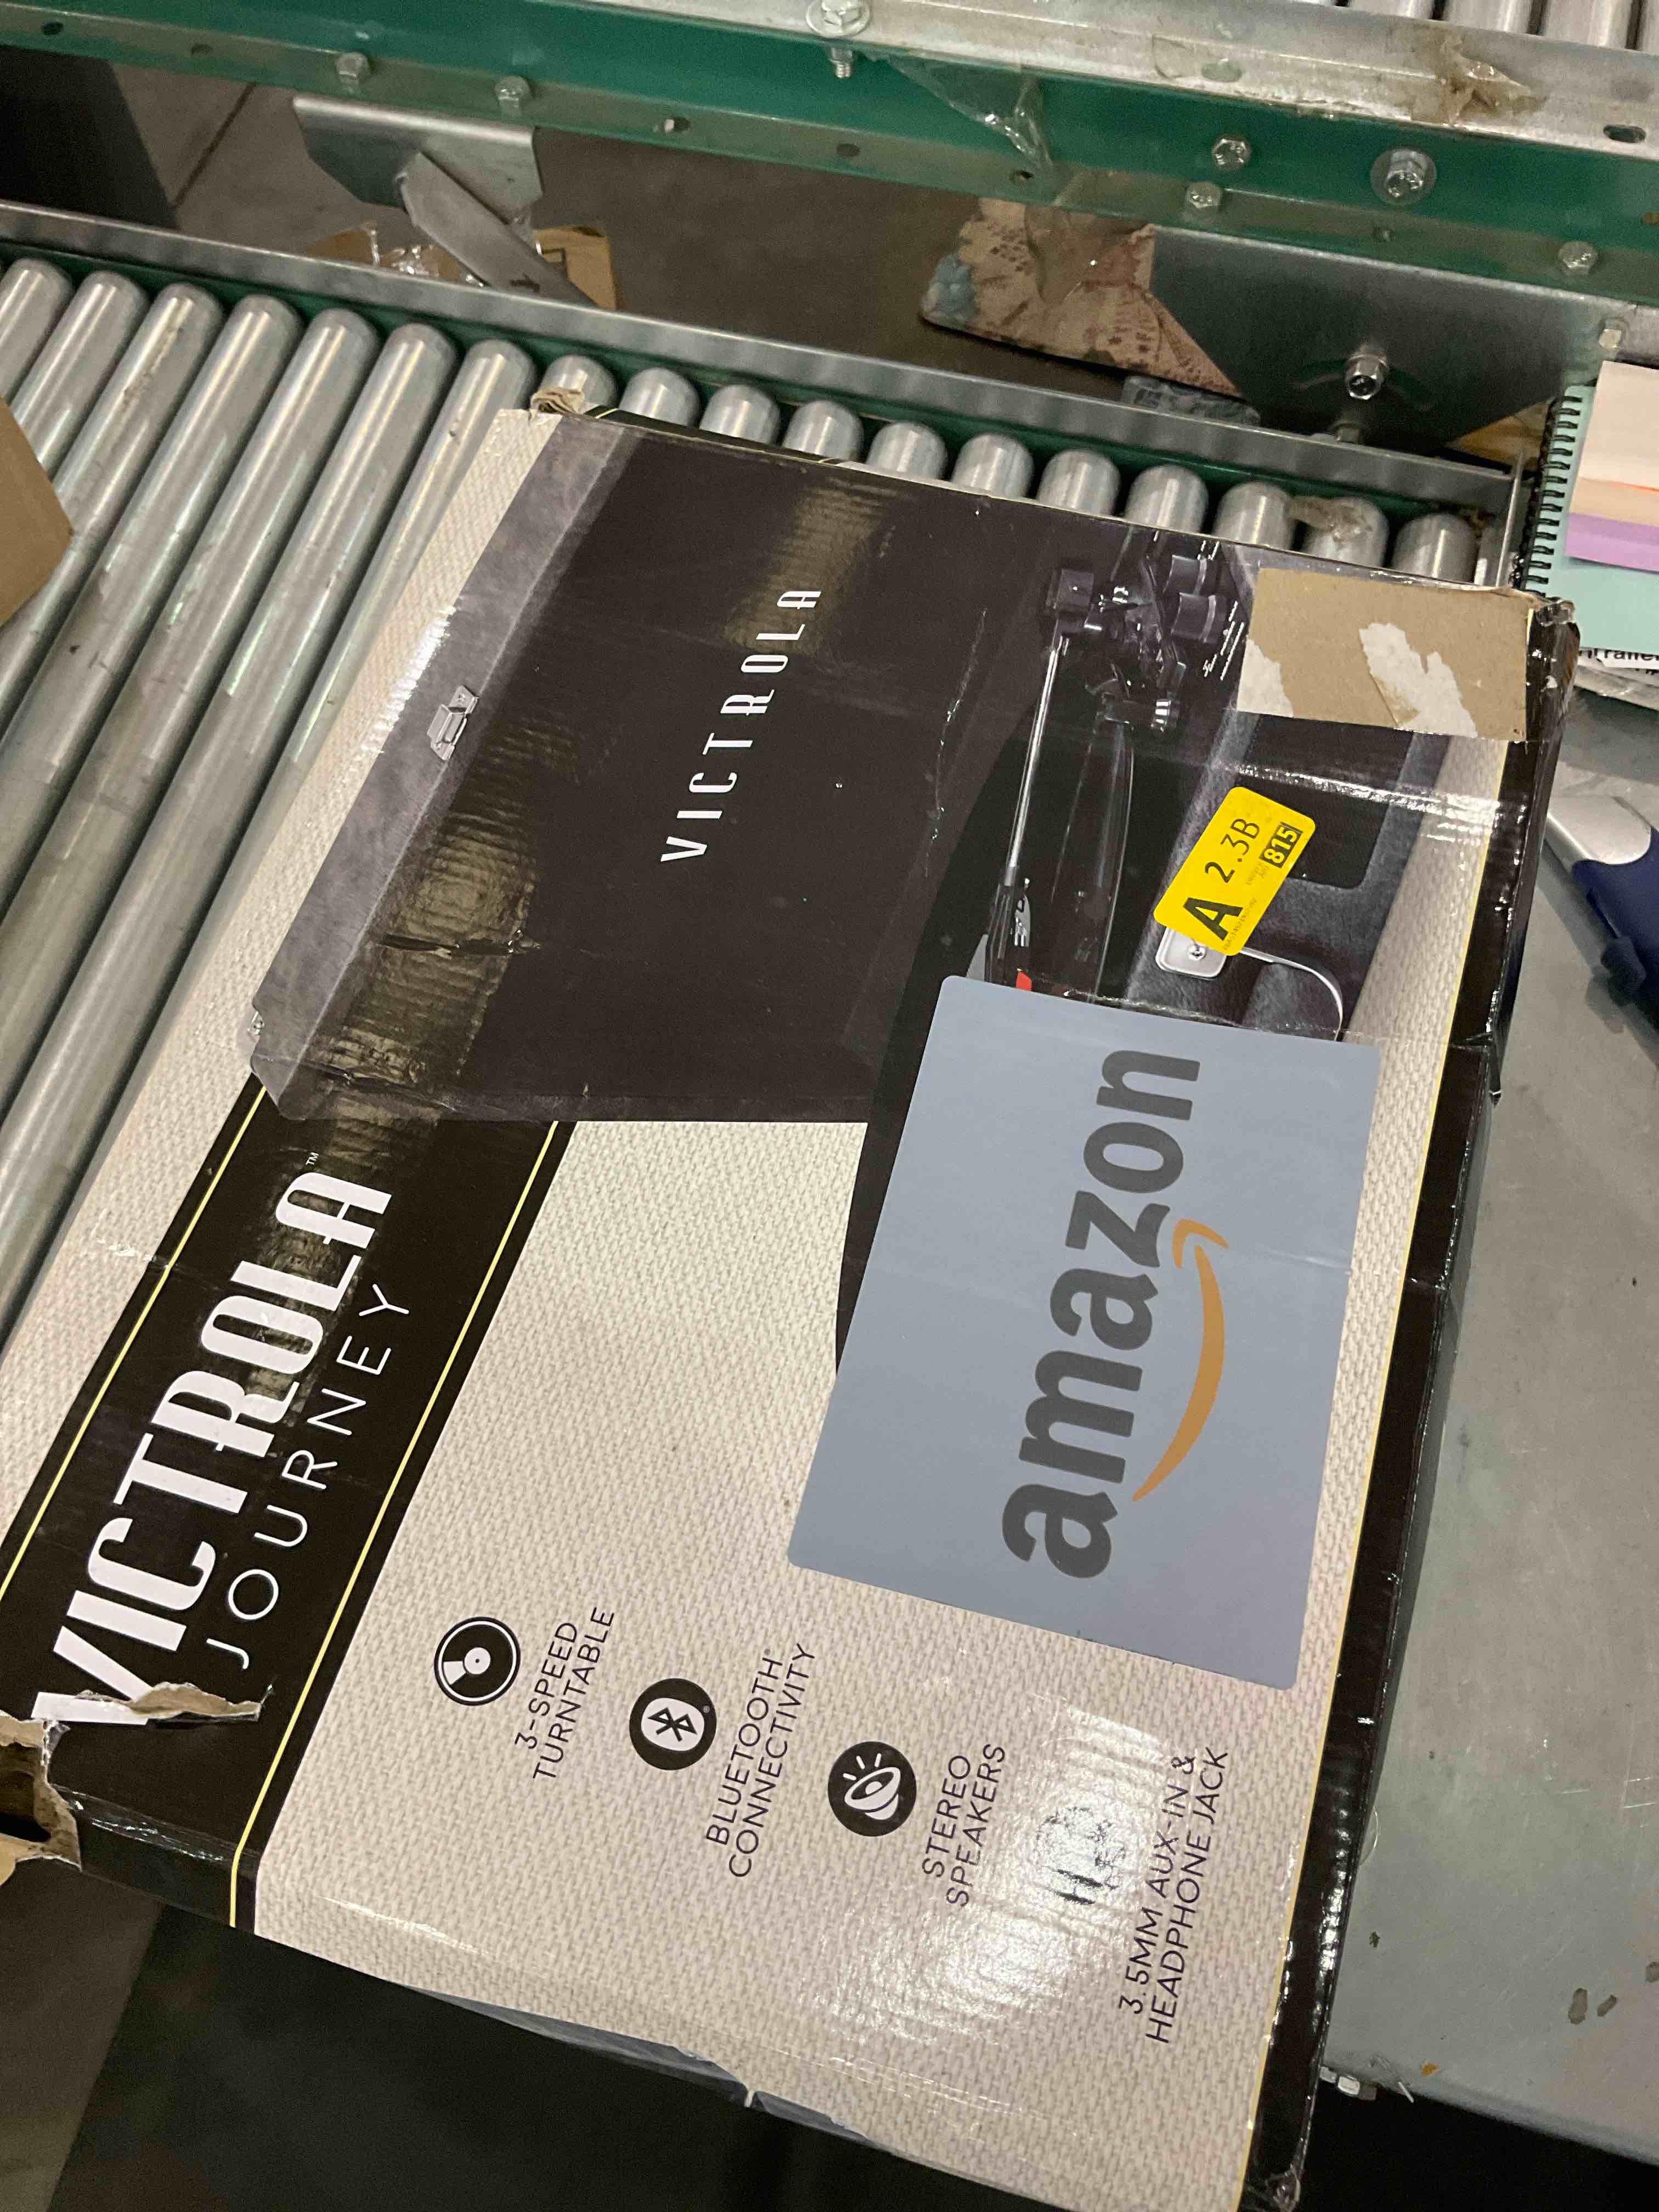 VICTROLA
VICTROLA™
JOURNEY
A 2.3B
815
amazon
3-SPEED
TURNTABLE
BLUETOOTH®
CONNECTIVITY
STEREO
SPEAKERS
3.5MM AUX-IN &
HEADPHONE JACK